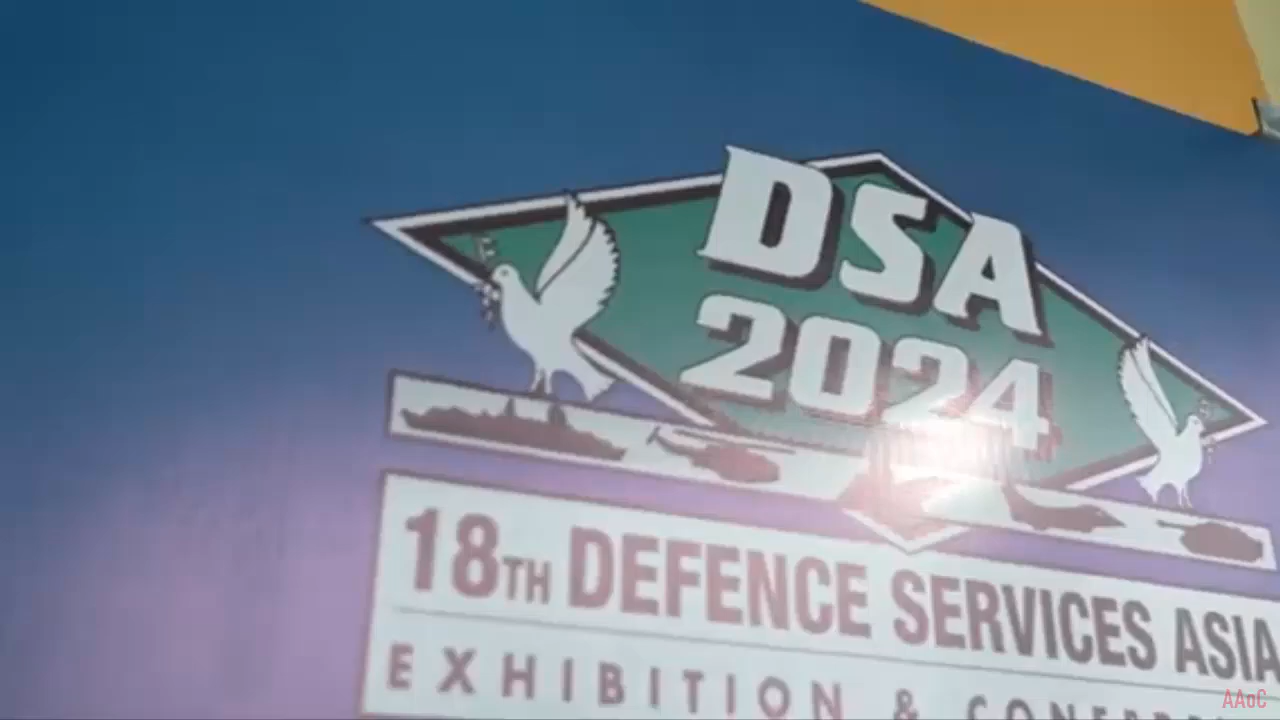 DSA
2024
18TH DEFENCE SERVICES ASIA
EXHIBITION &
AAoC